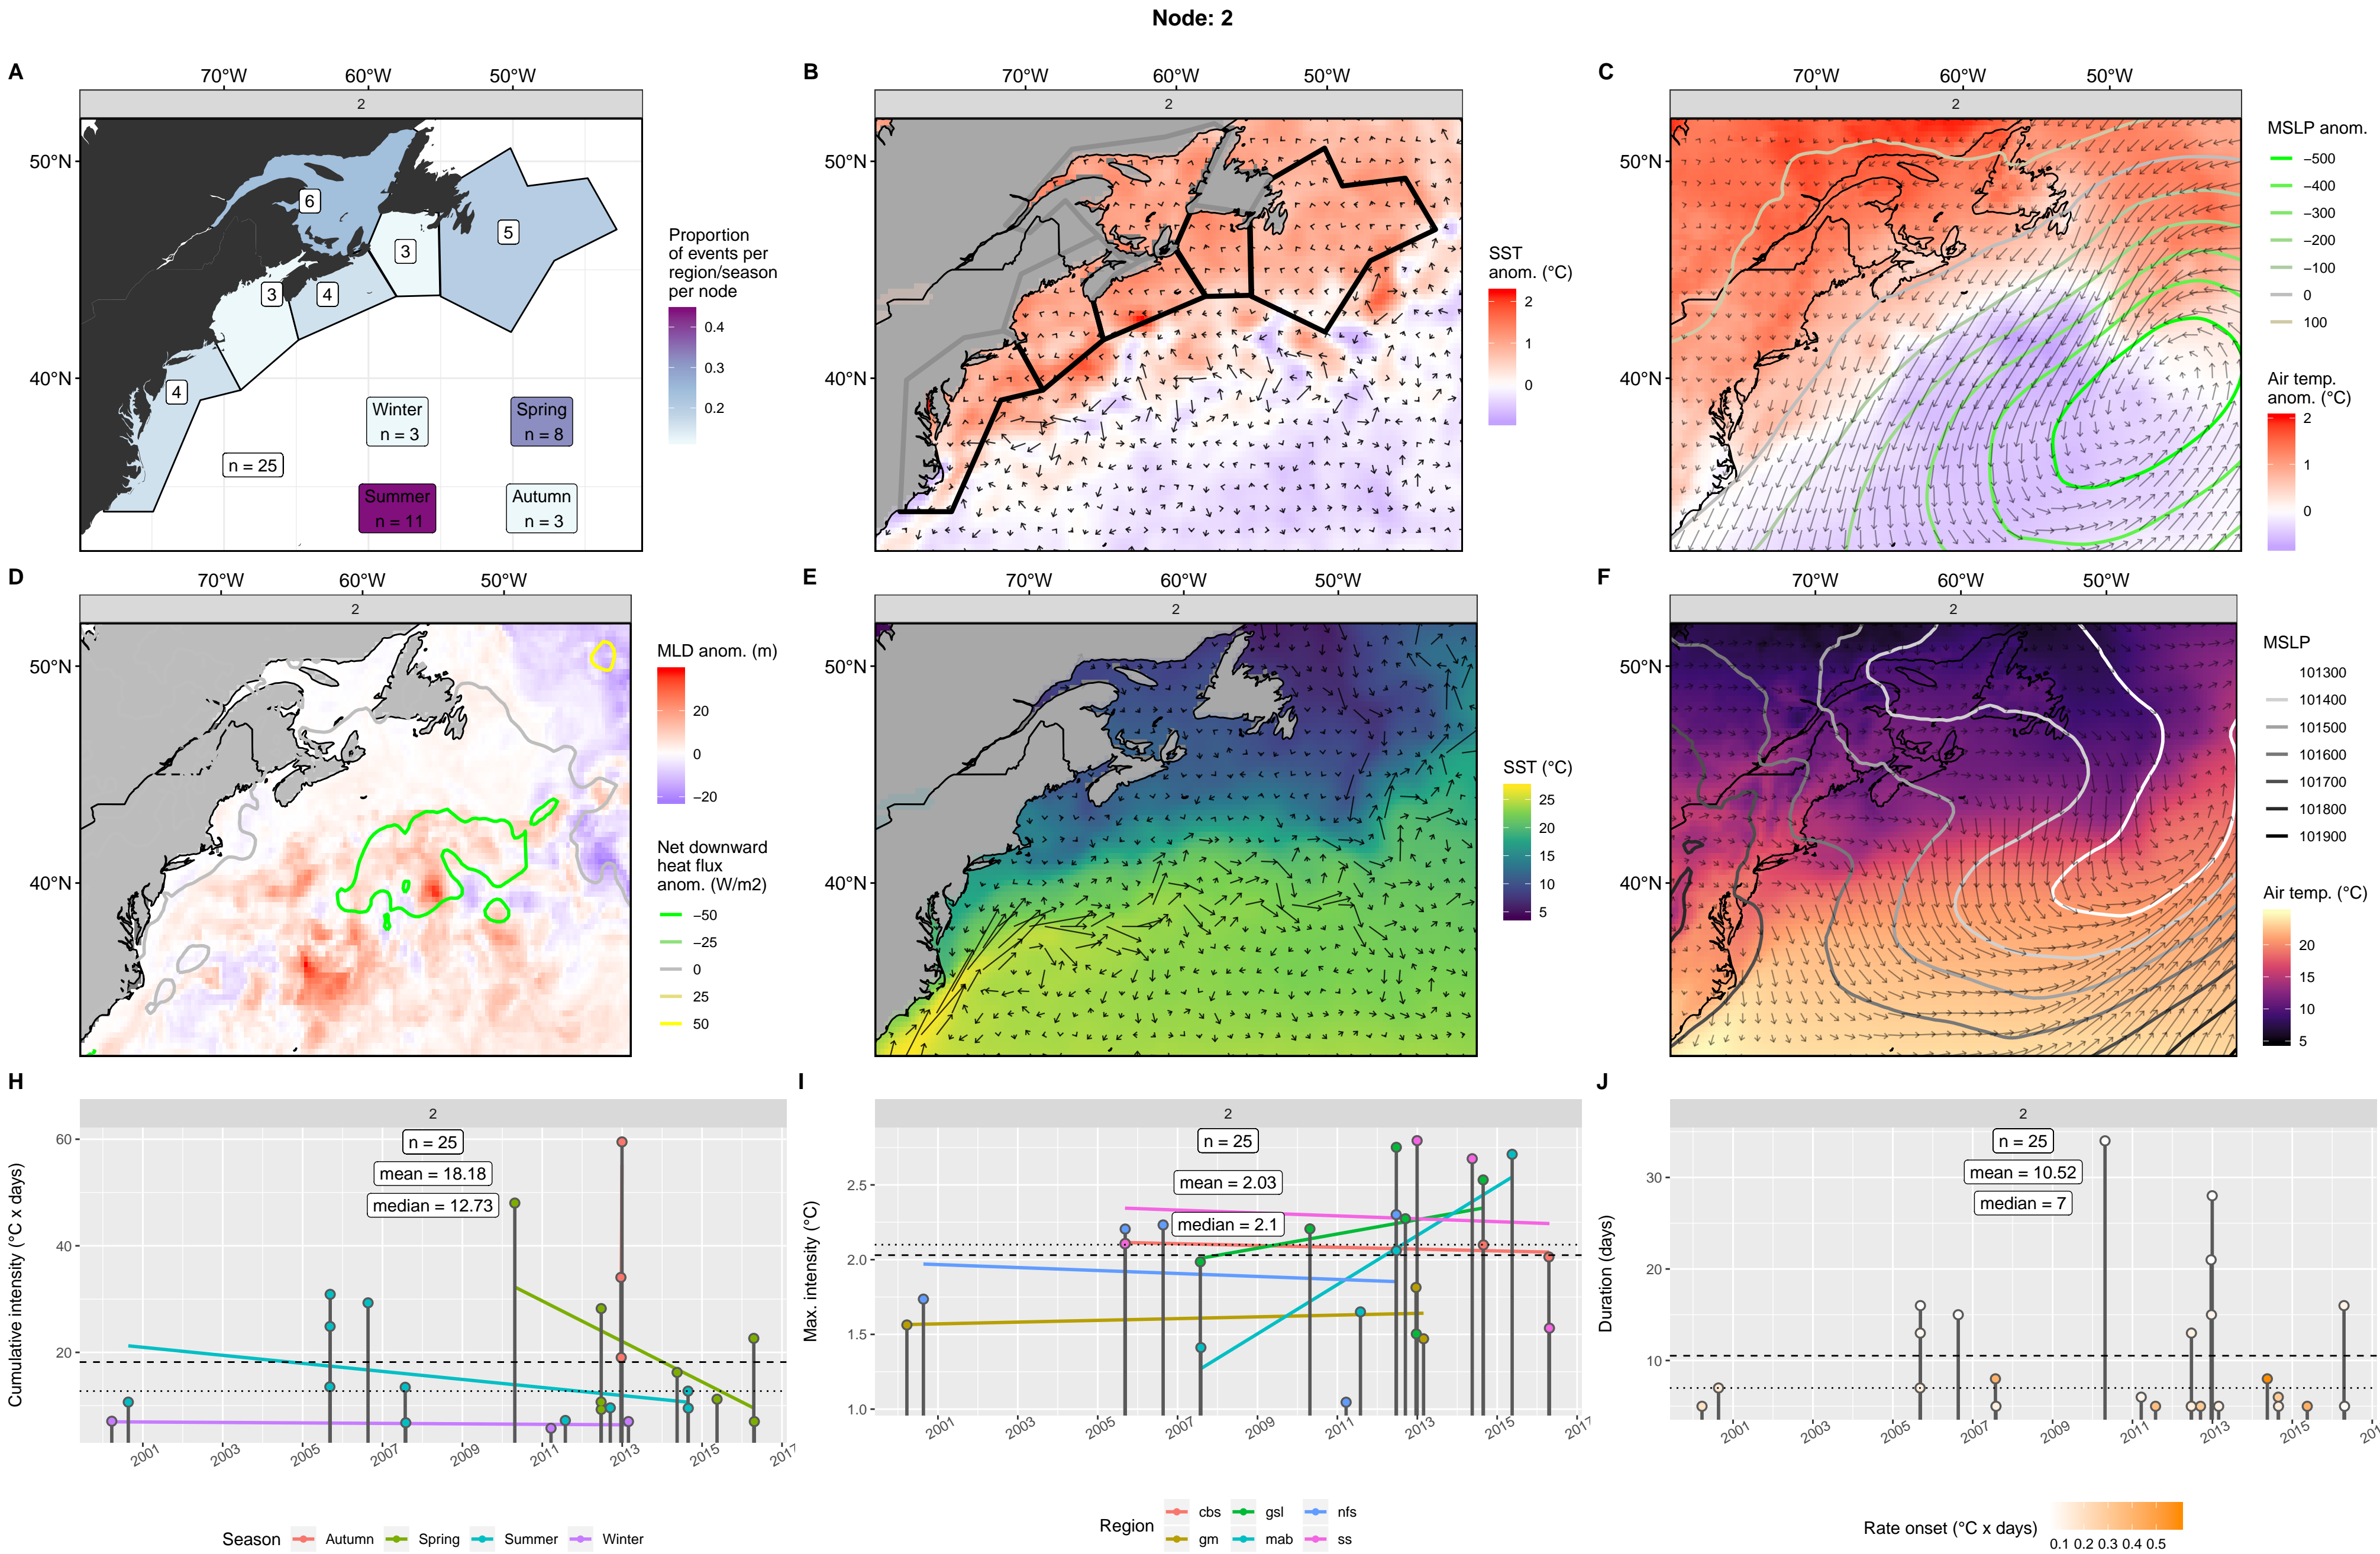 Node: 2
A
70°W 60°W 50°W
2
50°N
40°N
6
5
3
3
4
4
n = 25
Winter
n = 3
Spring
n = 8
Summer
n = 11
Autumn
n = 3
Proportion
of events per
region/season
per node
0.4
0.3
0.2
B
70°W 60°W 50°W
2
50°N
40°N
SST
anom. (°C)
2
1
0
C
70°W 60°W 50°W
2
50°N
40°N
MSLP anom.
−500
−400
−300
−200
−100
0
100
Air temp.
anom. (°C)
2
1
0
D
70°W 60°W 50°W
2
50°N
40°N
MLD anom. (m)
20
0
−20
Net downward
heat flux
anom. (W/m2)
−50
−25
0
25
50
E
70°W 60°W 50°W
2
50°N
40°N
SST (°C)
25
20
15
10
5
F
70°W 60°W 50°W
2
50°N
40°N
MSLP
101300
101400
101500
101600
101700
101800
101900
Air temp. (°C)
20
15
10
5
H
2
n = 25
mean = 18.18
median = 12.73
Cumulative intensity (°C x days)
60
40
20
2001 2003 2005 2007 2009 2011 2013 2015 2017
Season Autumn Spring Summer Winter
I
2
n = 25
mean = 2.03
median = 2.1
Max. intensity (°C)
2.5
2.0
1.5
1.0
2001 2003 2005 2007 2009 2011 2013 2015 2017
Region cbs gsl nfs
gm mab ss
J
2
n = 25
mean = 10.52
median = 7
Duration (days)
30
20
10
2001 2003 2005 2007 2009 2011 2013 2015 201
Rate onset (°C x days)
0.1 0.2 0.3 0.4 0.5